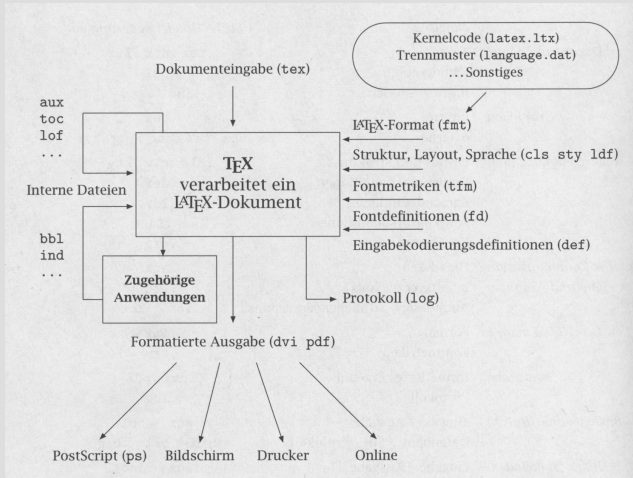 Kernelcode (latex.ltx)
Trennmuster (language.dat)
...Sonstiges
Dokumenteingabe (tex)
aux
toc
lof
...
LATEX-Format (fmt)
TEX
verarbeitet ein
LATEX-Dokument
Struktur, Layout, Sprache (cls sty ldf)
Fontmetriken (tfm)
Fontdefinitionen (fd)
Eingabekodierungsdefinitionen (def)
Interne Dateien
bbl
ind
...
Zugehörige
Anwendungen
Protokoll (log)
Formatierte Ausgabe (dvi pdf)
PostScript (ps) Bildschirm Drucker Online